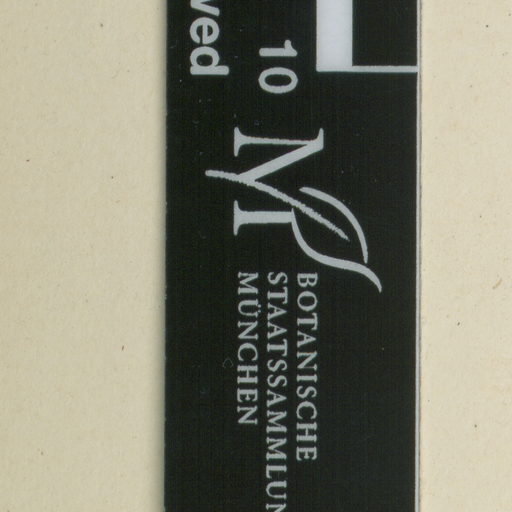 ved
10
BOTANISCHE
STAATSSAMMLUN
MÜNCHEN